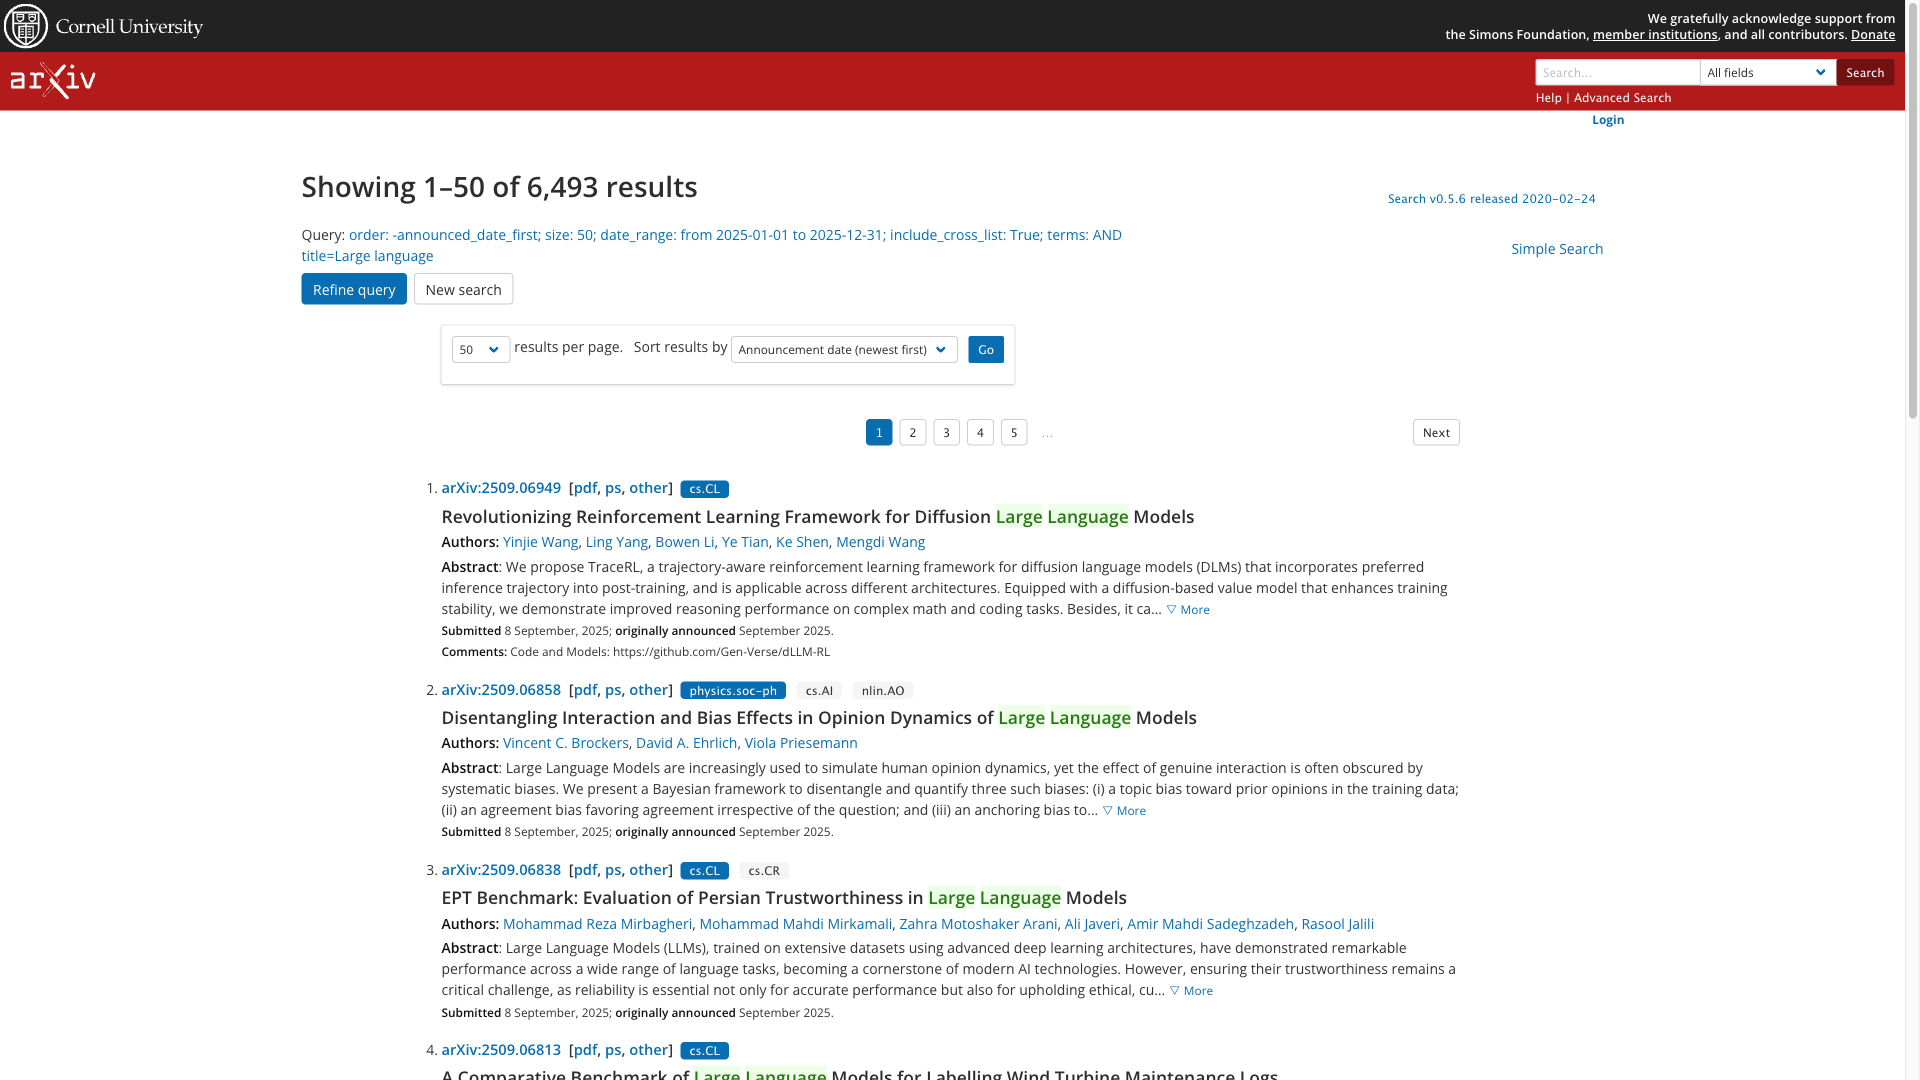 Cornell University
We gratefully acknowledge support from
the Simons Foundation, member institutions, and all contributors. Donate
arXiv
Search... All fields Search
Help | Advanced Search
Login
Showing 1–50 of 6,493 results
Search v0.5.6 released 2020-02-24
Query: order: -announced_date_first; size: 50; date_range: from 2025-01-01 to 2025-12-31; include_cross_list: True; terms: AND
title=Large language
Simple Search
Refine query New search
50 results per page. Sort results by Announcement date (newest first) Go
1 2 3 4 5 ... Next
1. arXiv:2509.06949 [pdf, ps, other] cs.CL
Revolutionizing Reinforcement Learning Framework for Diffusion Large Language Models
Authors: Yinjie Wang, Ling Yang, Bowen Li, Ye Tian, Ke Shen, Mengdi Wang
Abstract: We propose TraceRL, a trajectory-aware reinforcement learning framework for diffusion language models (DLMs) that incorporates preferred
inference trajectory into post-training, and is applicable across different architectures. Equipped with a diffusion-based value model that enhances training
stability, we demonstrate improved reasoning performance on complex math and coding tasks. Besides, it ca... ▽ More
Submitted 8 September, 2025; originally announced September 2025.
Comments: Code and Models: https://github.com/Gen-Verse/dLLM-RL
2. arXiv:2509.06858 [pdf, ps, other] physics.soc-ph cs.AI nlin.AO
Disentangling Interaction and Bias Effects in Opinion Dynamics of Large Language Models
Authors: Vincent C. Brockers, David A. Ehrlich, Viola Priesemann
Abstract: Large Language Models are increasingly used to simulate human opinion dynamics, yet the effect of genuine interaction is often obscured by
systematic biases. We present a Bayesian framework to disentangle and quantify three such biases: (i) a topic bias toward prior opinions in the training data;
(ii) an agreement bias favoring agreement irrespective of the question; and (iii) an anchoring bias to... ▽ More
Submitted 8 September, 2025; originally announced September 2025.
3. arXiv:2509.06838 [pdf, ps, other] cs.CL cs.CR
EPT Benchmark: Evaluation of Persian Trustworthiness in Large Language Models
Authors: Mohammad Reza Mirbagheri, Mohammad Mahdi Mirkamali, Zahra Motoshaker Arani, Ali Javeri, Amir Mahdi Sadeghzadeh, Rasool Jalili
Abstract: Large Language Models (LLMs), trained on extensive datasets using advanced deep learning architectures, have demonstrated remarkable
performance across a wide range of language tasks, becoming a cornerstone of modern AI technologies. However, ensuring their trustworthiness remains a
critical challenge, as reliability is essential not only for accurate performance but also for upholding ethical, cu... ▽ More
Submitted 8 September, 2025; originally announced September 2025.
4. arXiv:2509.06813 [pdf, ps, other] cs.CL
A Comparative Benchmark of Large Language Models for Labelling Wind Turbine Maintenance Logs